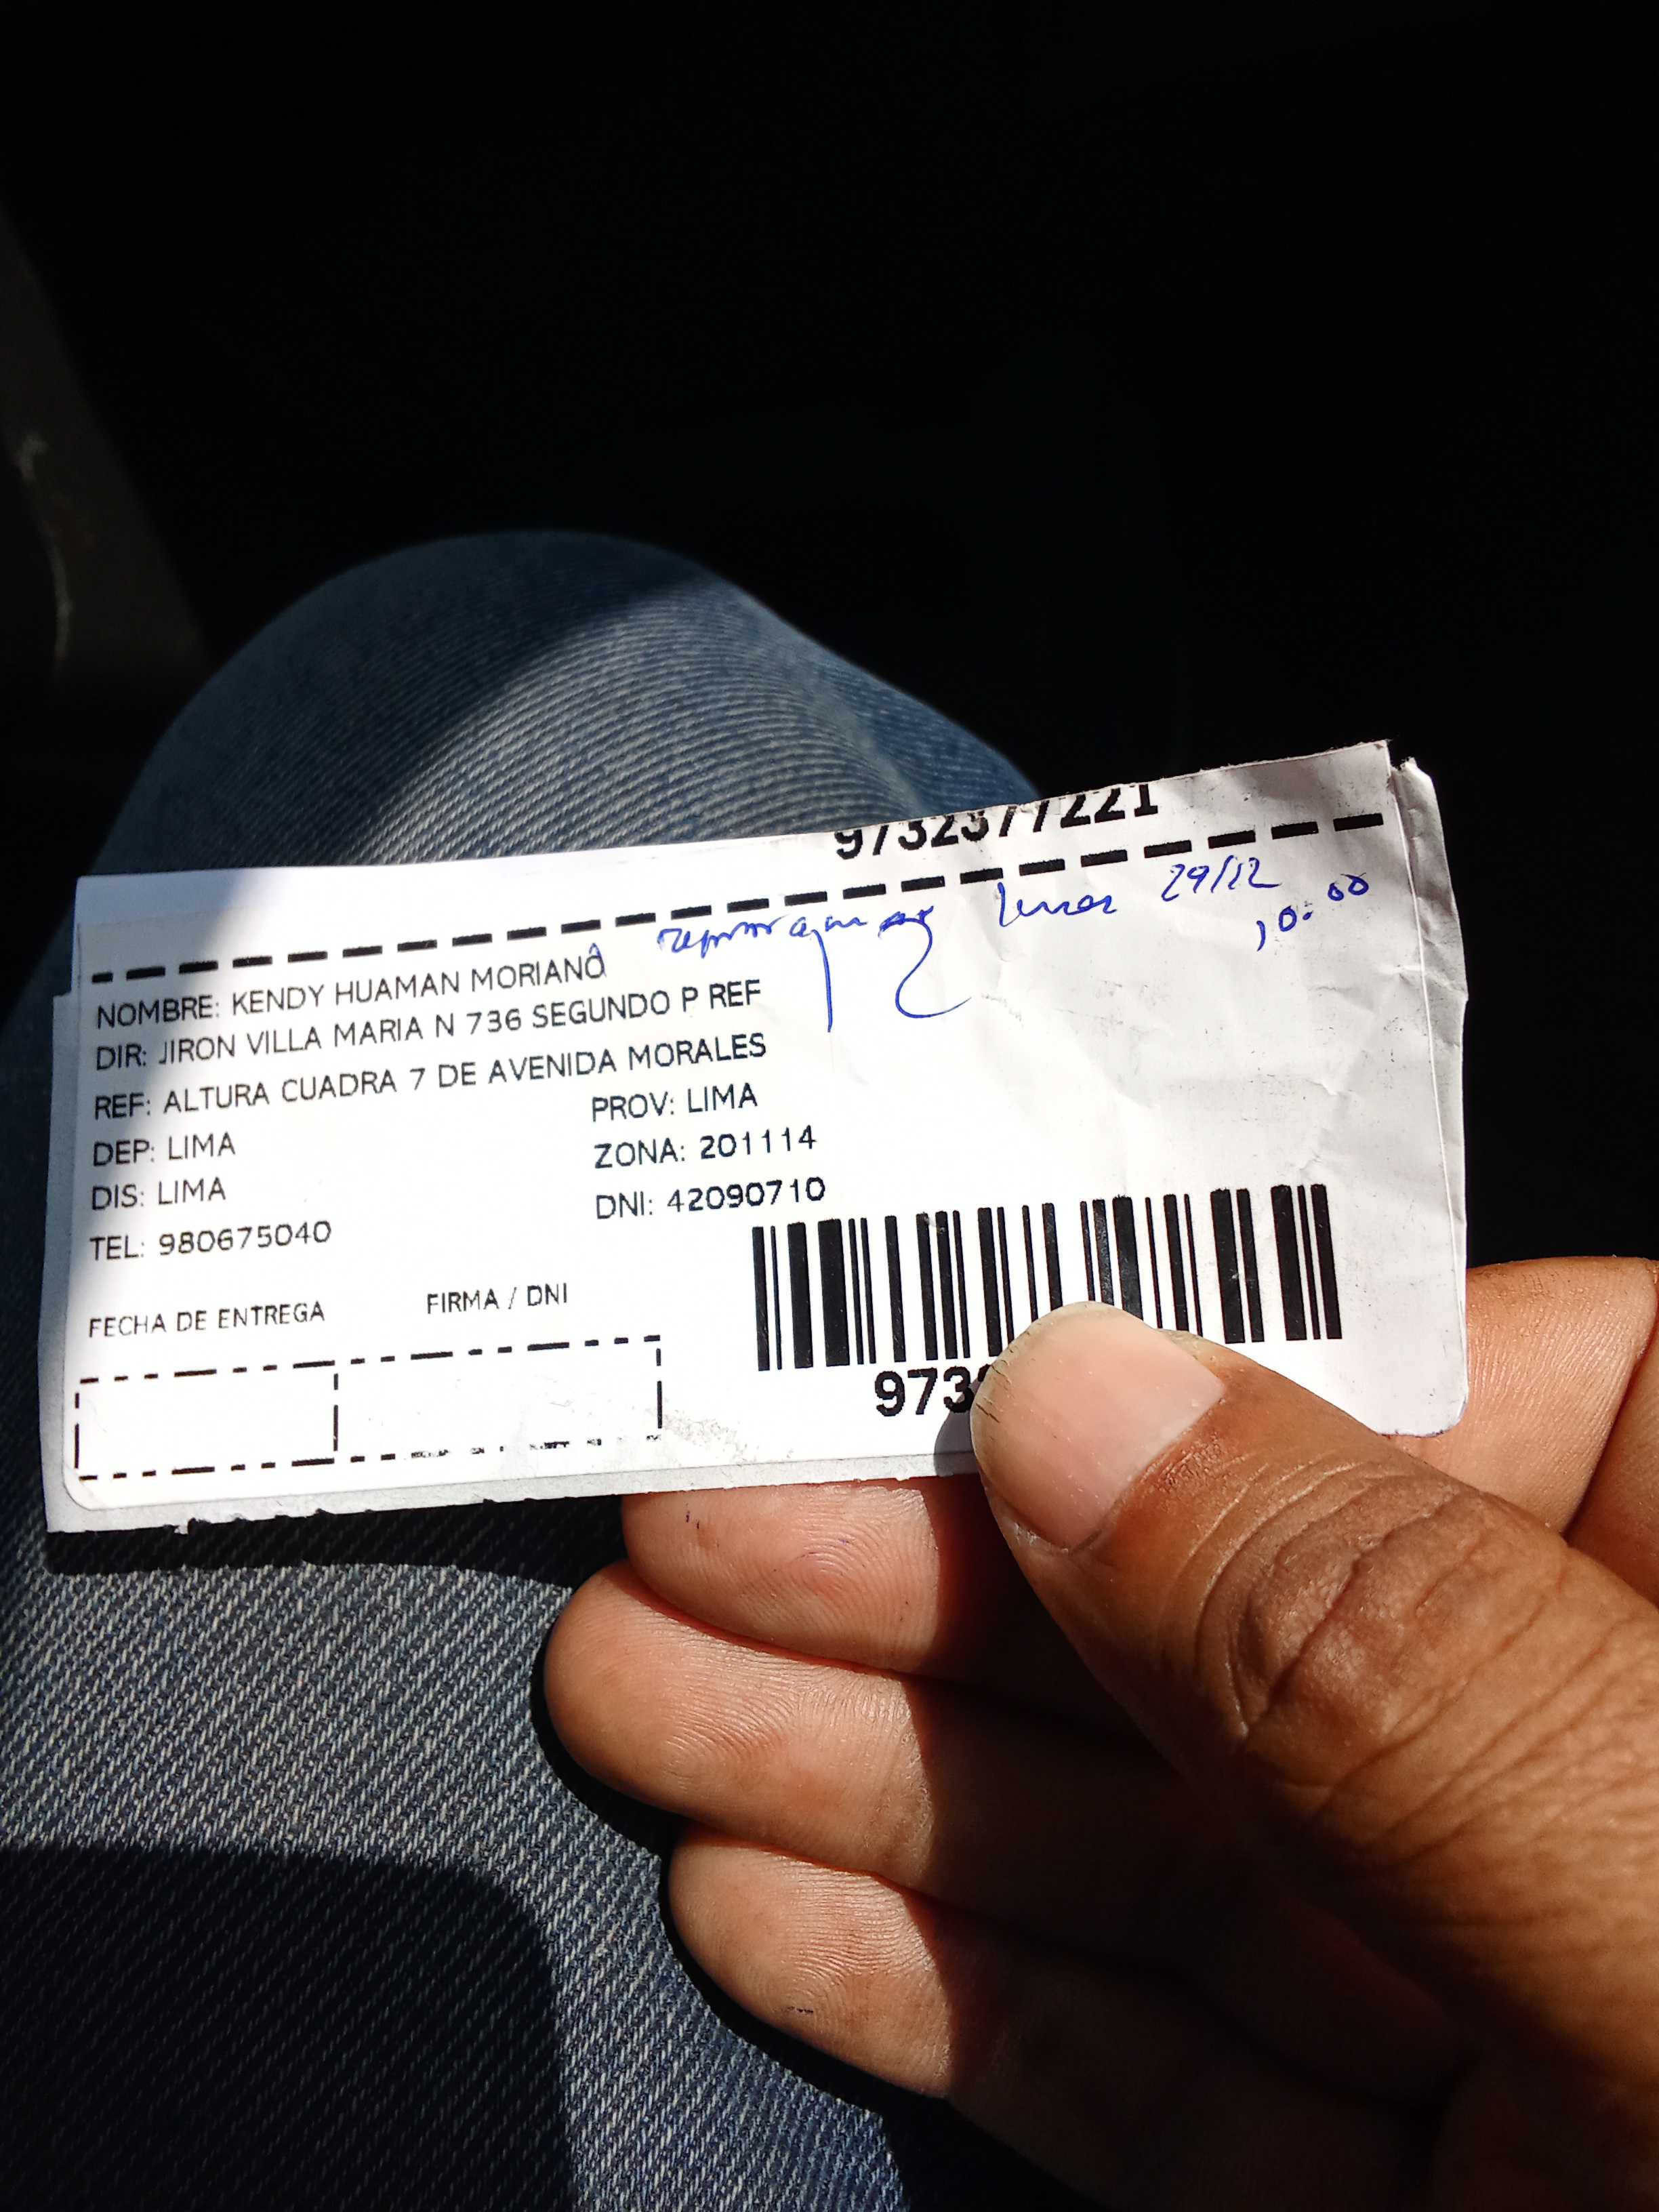 9732377221
reprogramar lunes 29/12
10:00
NOMBRE: KENDY HUAMAN MORIANO
DIR: JIRON VILLA MARIA N 736 SEGUNDO P REF
REF: ALTURA CUADRA 7 DE AVENIDA MORALES
DEP: LIMA PROV: LIMA
DIS: LIMA ZONA: 201114
TEL: 980675040 DNI: 42090710
FECHA DE ENTREGA FIRMA / DNI
973